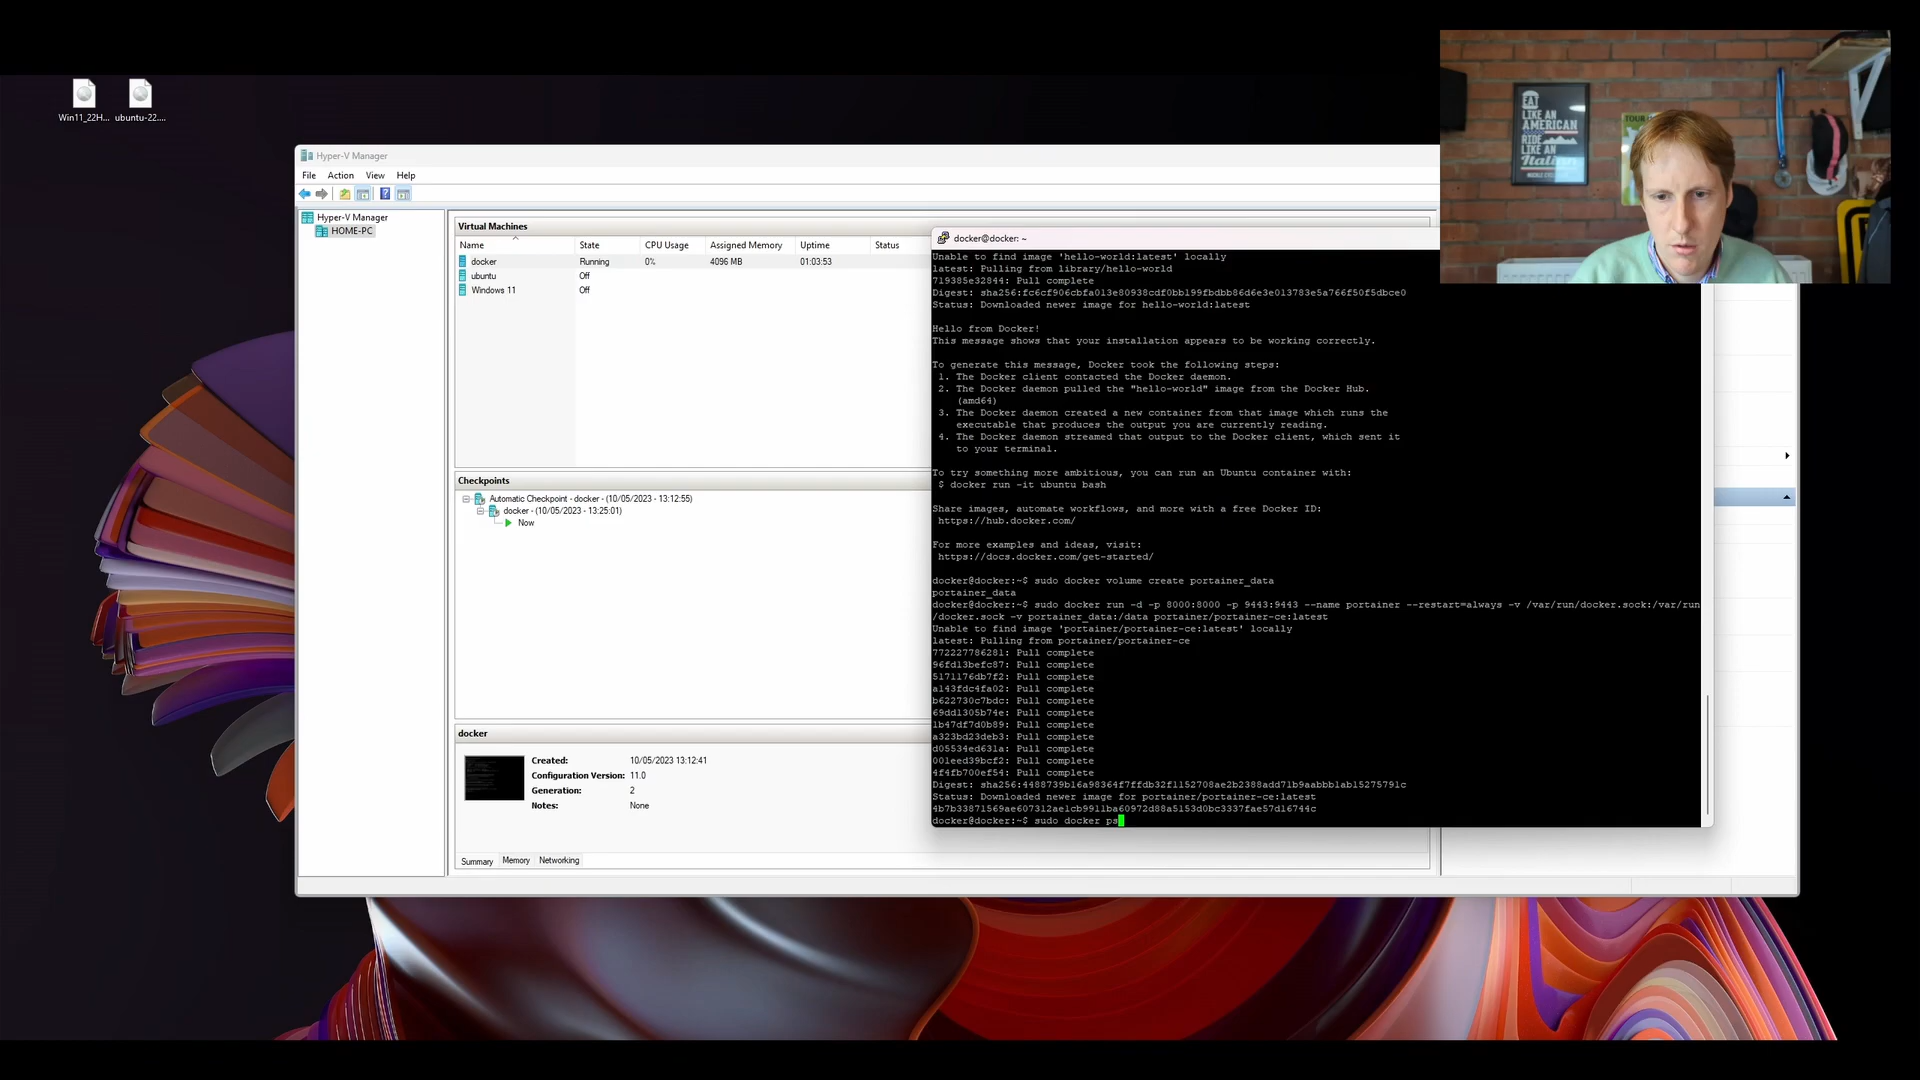 Win11_22H...
ubuntu-22....
EAT
LIKE AN
AMERICAN
RIDE
LIKE AN
Italian
TOUR
Hyper-V Manager
File Action View Help
Hyper-V Manager
HOME-PC
Virtual Machines
Name State CPU Usage Assigned Memory Uptime Status
docker Running 0% 4096 MB 01:03:53
ubuntu Off
Windows 11 Off
Checkpoints
Automatic Checkpoint - docker - (10/05/2023 - 13:12:55)
docker - (10/05/2023 - 13:25:01)
Now
docker
Created: 10/05/2023 13:12:41
Configuration Version: 11.0
Generation: 2
Notes: None
Summary Memory Networking
docker@docker: ~
Unable to find image 'hello-world:latest' locally
latest: Pulling from library/hello-world
719385e32844: Pull complete
Digest: sha256:fc6cf906cbfa013e80938cdf0bb199fbdbb86d6e3e013783e5a766f50f5dbce0
Status: Downloaded newer image for hello-world:latest
Hello from Docker!
This message shows that your installation appears to be working correctly.
To generate this message, Docker took the following steps:
1. The Docker client contacted the Docker daemon.
2. The Docker daemon pulled the "hello-world" image from the Docker Hub.
(amd64)
3. The Docker daemon created a new container from that image which runs the
executable that produces the output you are currently reading.
4. The Docker daemon streamed that output to the Docker client, which sent it
to your terminal.
To try something more ambitious, you can run an Ubuntu container with:
$ docker run -it ubuntu bash
Share images, automate workflows, and more with a free Docker ID:
https://hub.docker.com/
For more examples and ideas, visit:
https://docs.docker.com/get-started/
docker@docker:~$ sudo docker volume create portainer_data
portainer_data
docker@docker:~$ sudo docker run -d -p 8000:8000 -p 9443:9443 --name portainer --restart=always -v /var/run/docker.sock:/var/run
/docker.sock -v portainer_data:/data portainer/portainer-ce:latest
Unable to find image 'portainer/portainer-ce:latest' locally
latest: Pulling from portainer/portainer-ce
772227786281: Pull complete
96fd13befc87: Pull complete
5171176db7f2: Pull complete
a143fdc4fa02: Pull complete
b622730c7bdc: Pull complete
69dd1305b74e: Pull complete
1b47df7d0b89: Pull complete
a323bd23deb3: Pull complete
d05534ed631a: Pull complete
001eed39bcf2: Pull complete
4f4fb700ef54: Pull complete
Digest: sha256:4488739b16a98364f7ffdb32f1152708ae2b2388add71b9aabbb1ab15275791c
Status: Downloaded newer image for portainer/portainer-ce:latest
4b7b33871569ae607312ae1cb9911ba60972d88a5153d0bc3337fae57d16744c
docker@docker:~$ sudo docker ps